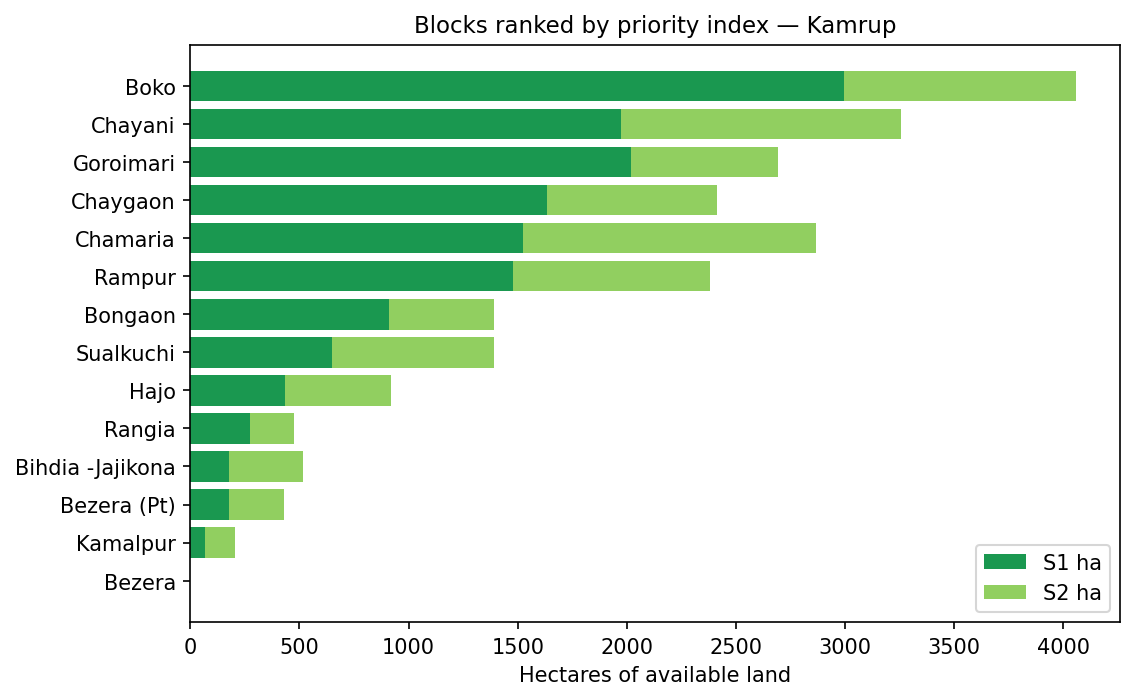 Blocks ranked by priority index — Kamrup
Boko
Chayani
Goroimari
Chaygaon
Chamaria
Rampur
Bongaon
Sualkuchi
Hajo
Rangia
Bihdia -Jajikona
Bezera (Pt)
Kamalpur
Bezera
S1 ha
S2 ha
0 500 1000 1500 2000 2500 3000 3500 4000
Hectares of available land